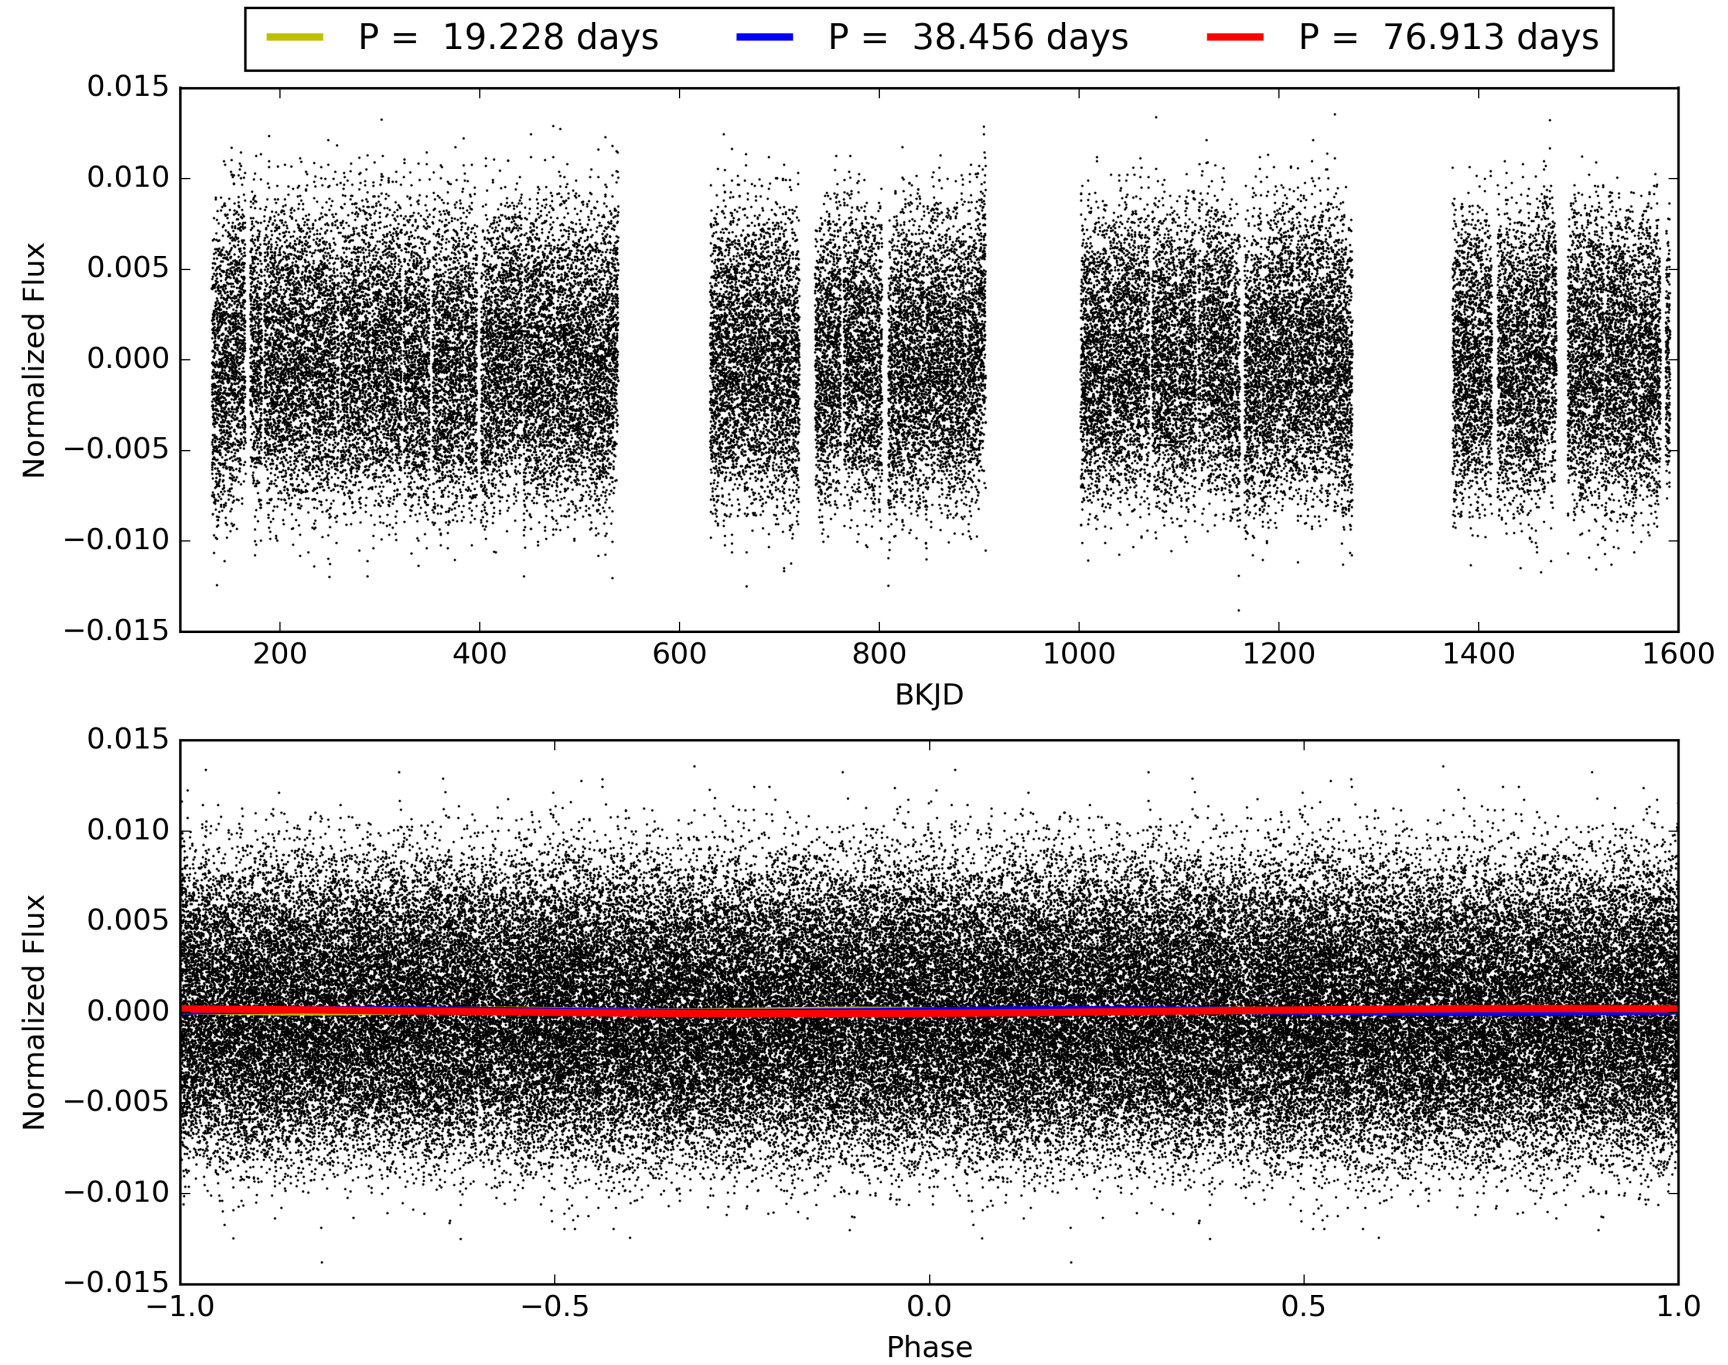 P = 19.228 days P = 38.456 days P = 76.913 days
0.015
0.010
0.005
0.000
−0.005
−0.010
−0.015
Normalized Flux
200 400 600 800 1000 1200 1400 1600
BKJD
0.015
0.010
0.005
0.000
−0.005
−0.010
−0.015
Normalized Flux
−1.0 −0.5 0.0 0.5 1.0
Phase